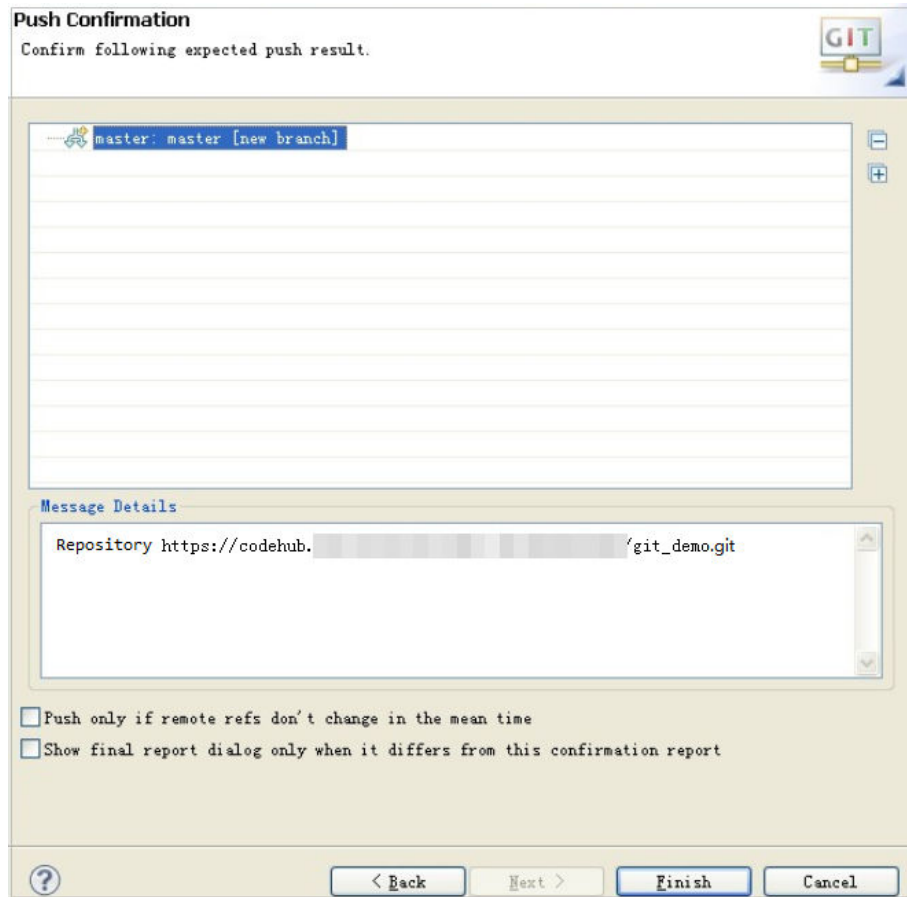 Push Confirmation
Confirm following expected push result.
GIT
master: master [new branch]
Message Details
Repository https://codehub. /git_demo.git
Push only if remote refs don't change in the mean time
Show final report dialog only when it differs from this confirmation report
? < Back Next > Finish Cancel